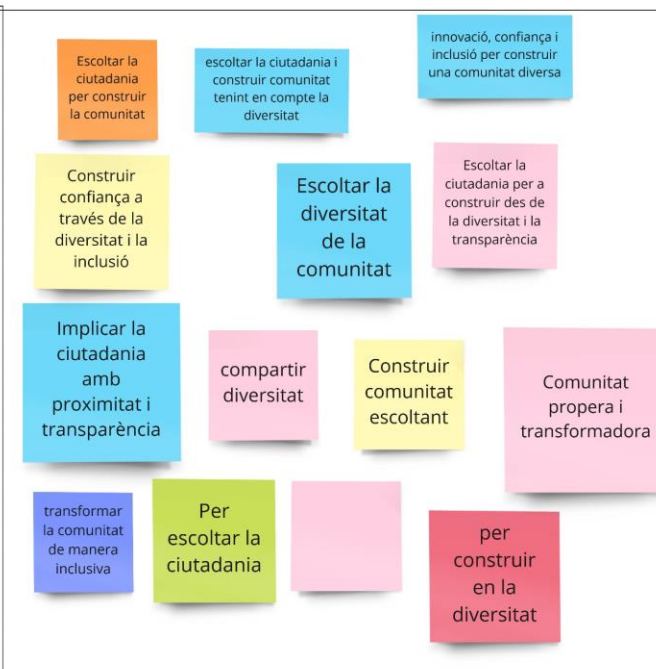 Escoltar la
ciutadania
per construir
la comunitat
escoltar la ciutadania i
construir comunitat
tenint en compte la
diversitat
innovació, confiança i
inclusió per construir
una comunitat diversa
Construir
confiança a
través de la
diversitat i la
inclusió
Escoltar la
diversitat
de la
comunitat
Escoltar la
ciutadania per a
construir des de
la diversitat i la
transparència
Implicar la
ciutadania
amb
proximitat i
transparència
compartir
diversitat
Construir
comunitat
escoltant
Comunitat
propera i
transformadora
transformar
la comunitat
de manera
inclusiva
Per
escoltar la
ciutadania
per
construir
en la
diversitat